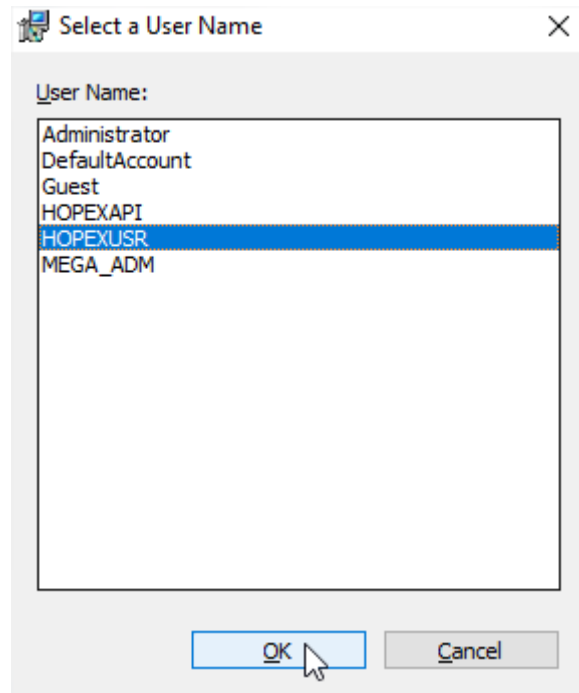 Select a User Name
User Name:
Administrator
DefaultAccount
Guest
HOPEXAPI
HOPEXUSR
MEGA_ADM
OK
Cancel